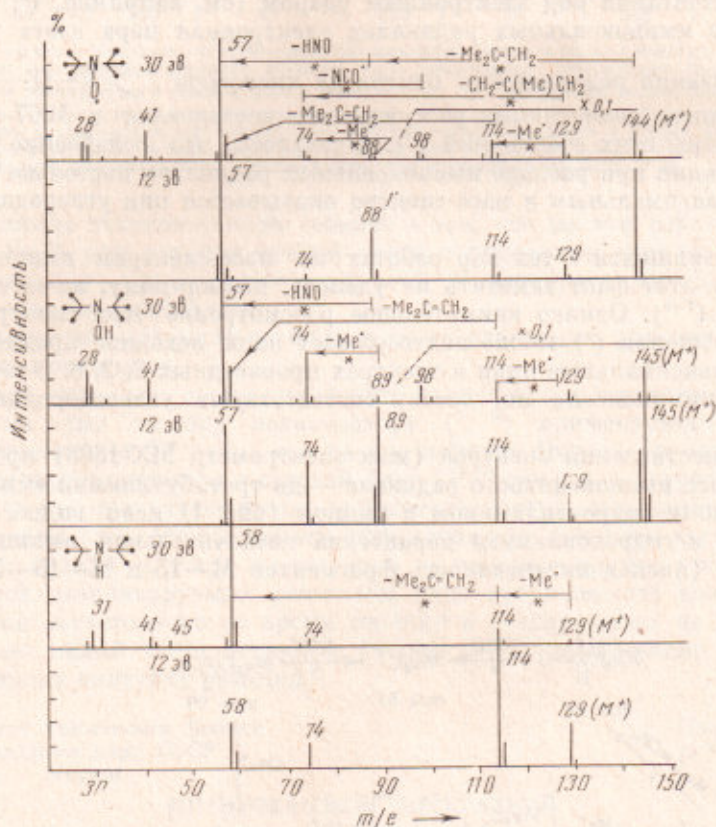 %
57
–HNO
–Me₂C=CH₂
N
O
30 эв
*
*
–NCO•
*
–CH₂–C(Me)CH₂•
*
–Me₂C=CH₂
× 0,1
28
41
74
–Me•
*
88
98
114
–Me•
*
129
144 (M⁺)
12 эв
57
74
88
114
129
N
OH
30 эв
57
–HNO
*
–Me₂C=CH₂
× 0,1
28
41
74
–Me•
*
89
98
114
–Me•
*
129
145(M⁺)
12 эв
57
74
89
114
129
145(M⁺)
N
H
30 эв
58
–Me₂C=CH₂
*
–Me•
*
31
41
45
74
114
129(M⁺)
12 эв
58
74
114
129(M⁺)
30
50
70
90
110
130
150
m/e
Интенсивность